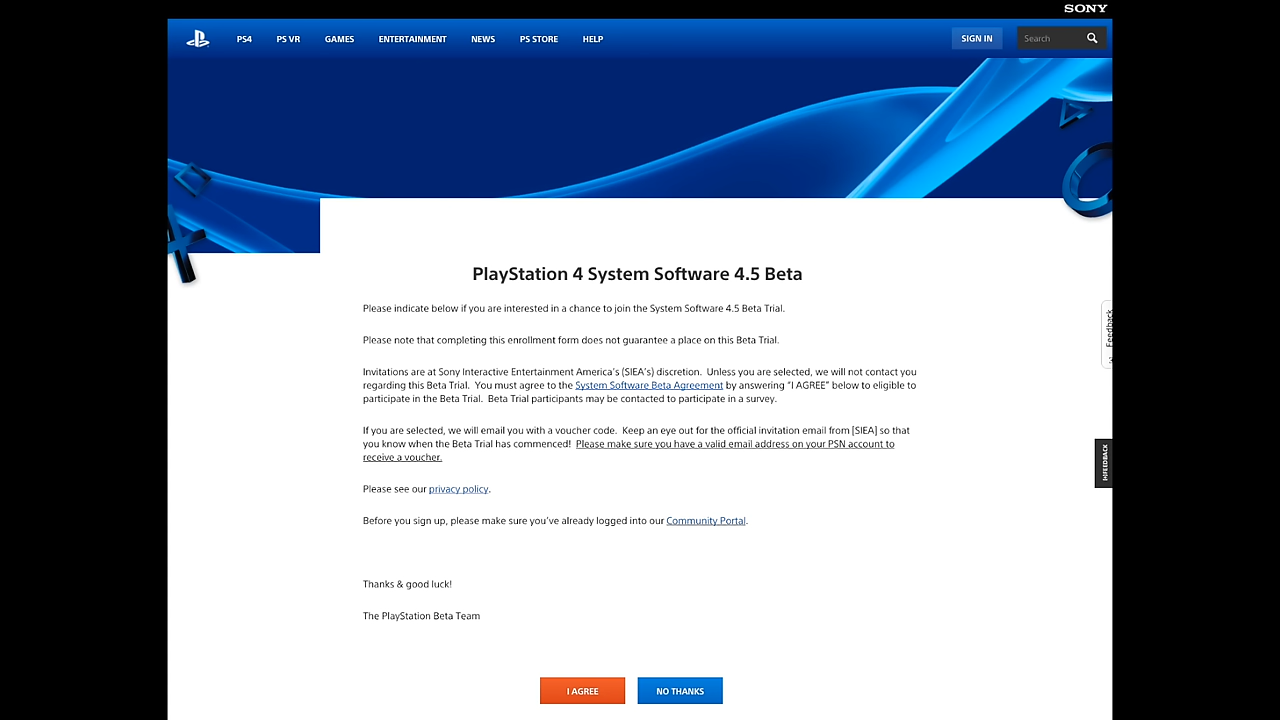 SONY
PS4 PS VR GAMES ENTERTAINMENT NEWS PS STORE HELP SIGN IN Search
PlayStation 4 System Software 4.5 Beta
Please indicate below if you are interested in a chance to join the System Software 4.5 Beta Trial.
Please note that completing this enrollment form does not guarantee a place on this Beta Trial.
Invitations are at Sony Interactive Entertainment America's (SIEA's) discretion.  Unless you are selected, we will not contact you
regarding this Beta Trial.  You must agree to the System Software Beta Agreement by answering "I AGREE" below to eligible to
participate in the Beta Trial.  Beta Trial participants may be contacted to participate in a survey.
If you are selected, we will email you with a voucher code.  Keep an eye out for the official invitation email from [SIEA] so that
you know when the Beta Trial has commenced!  Please make sure you have a valid email address on your PSN account to
receive a voucher.
Please see our privacy policy.
Before you sign up, please make sure you've already logged into our Community Portal.
Thanks & good luck!
The PlayStation Beta Team
I AGREE NO THANKS
Feedback
FEEDBACK